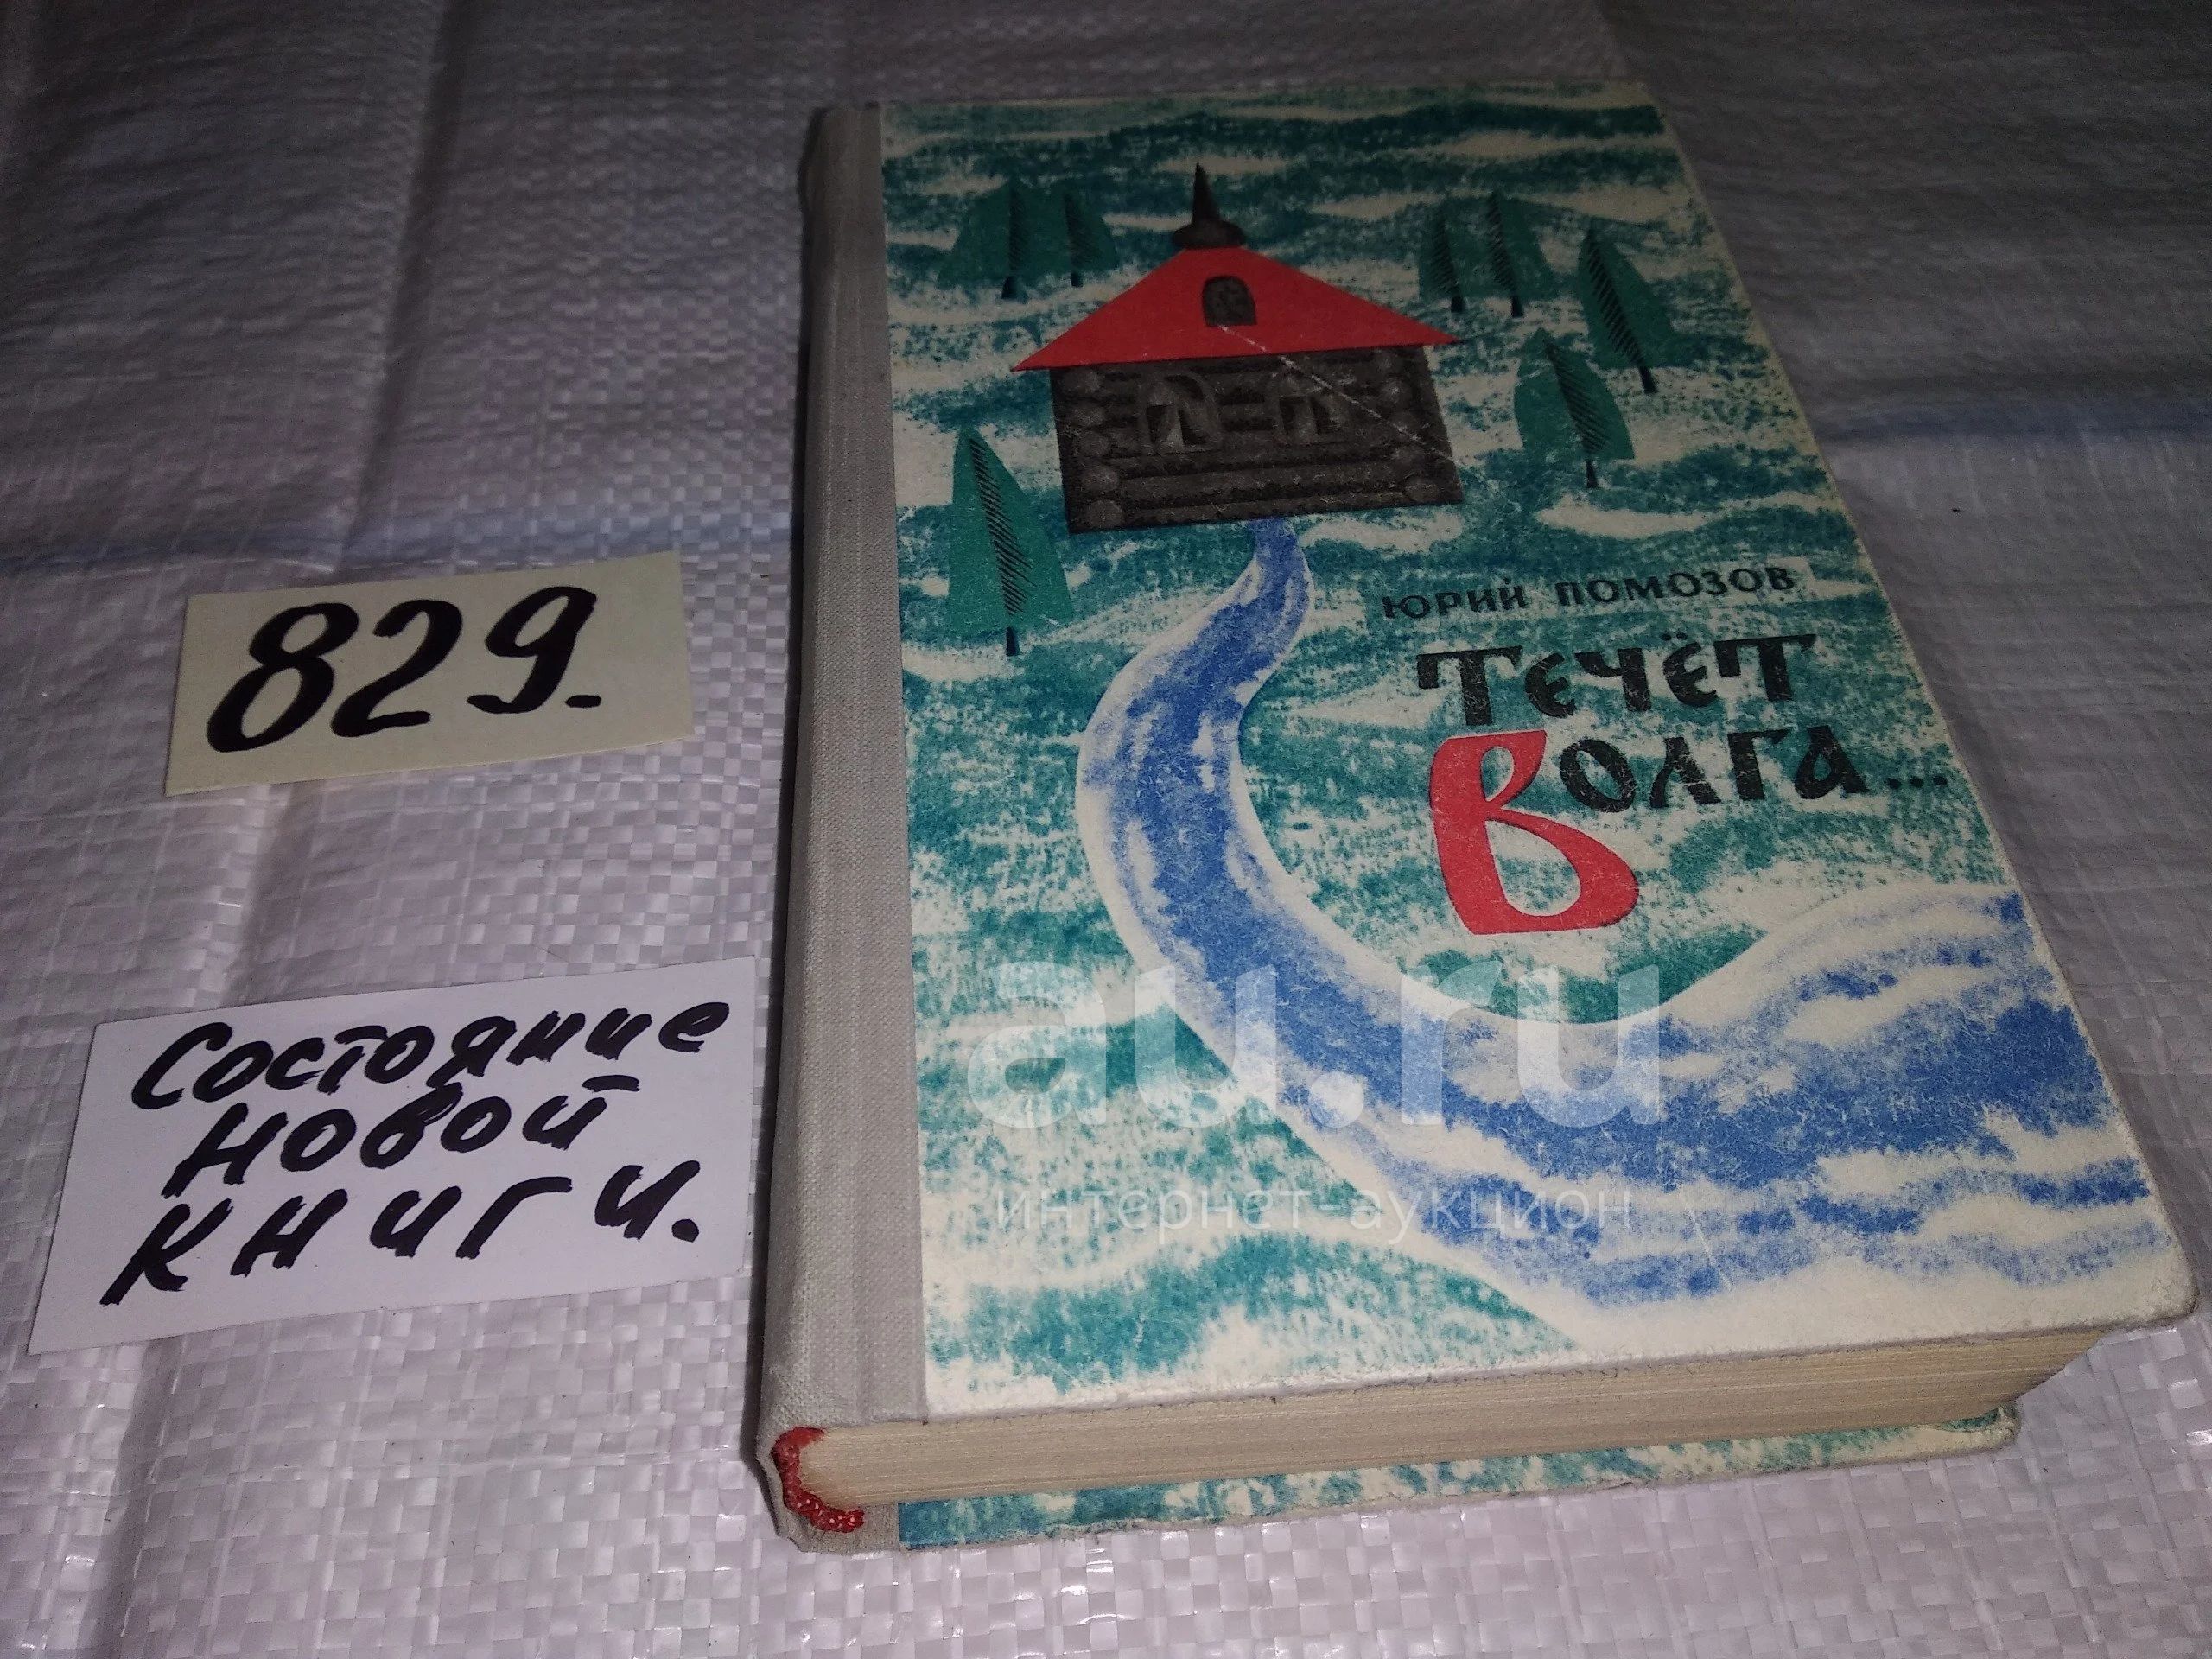 829.
Состояние
новой
книги.
ЮРИЙ ПОМОЗОВ
ТЕЧЁТ
ВОЛГА...
au.ru
интернет-аукцион